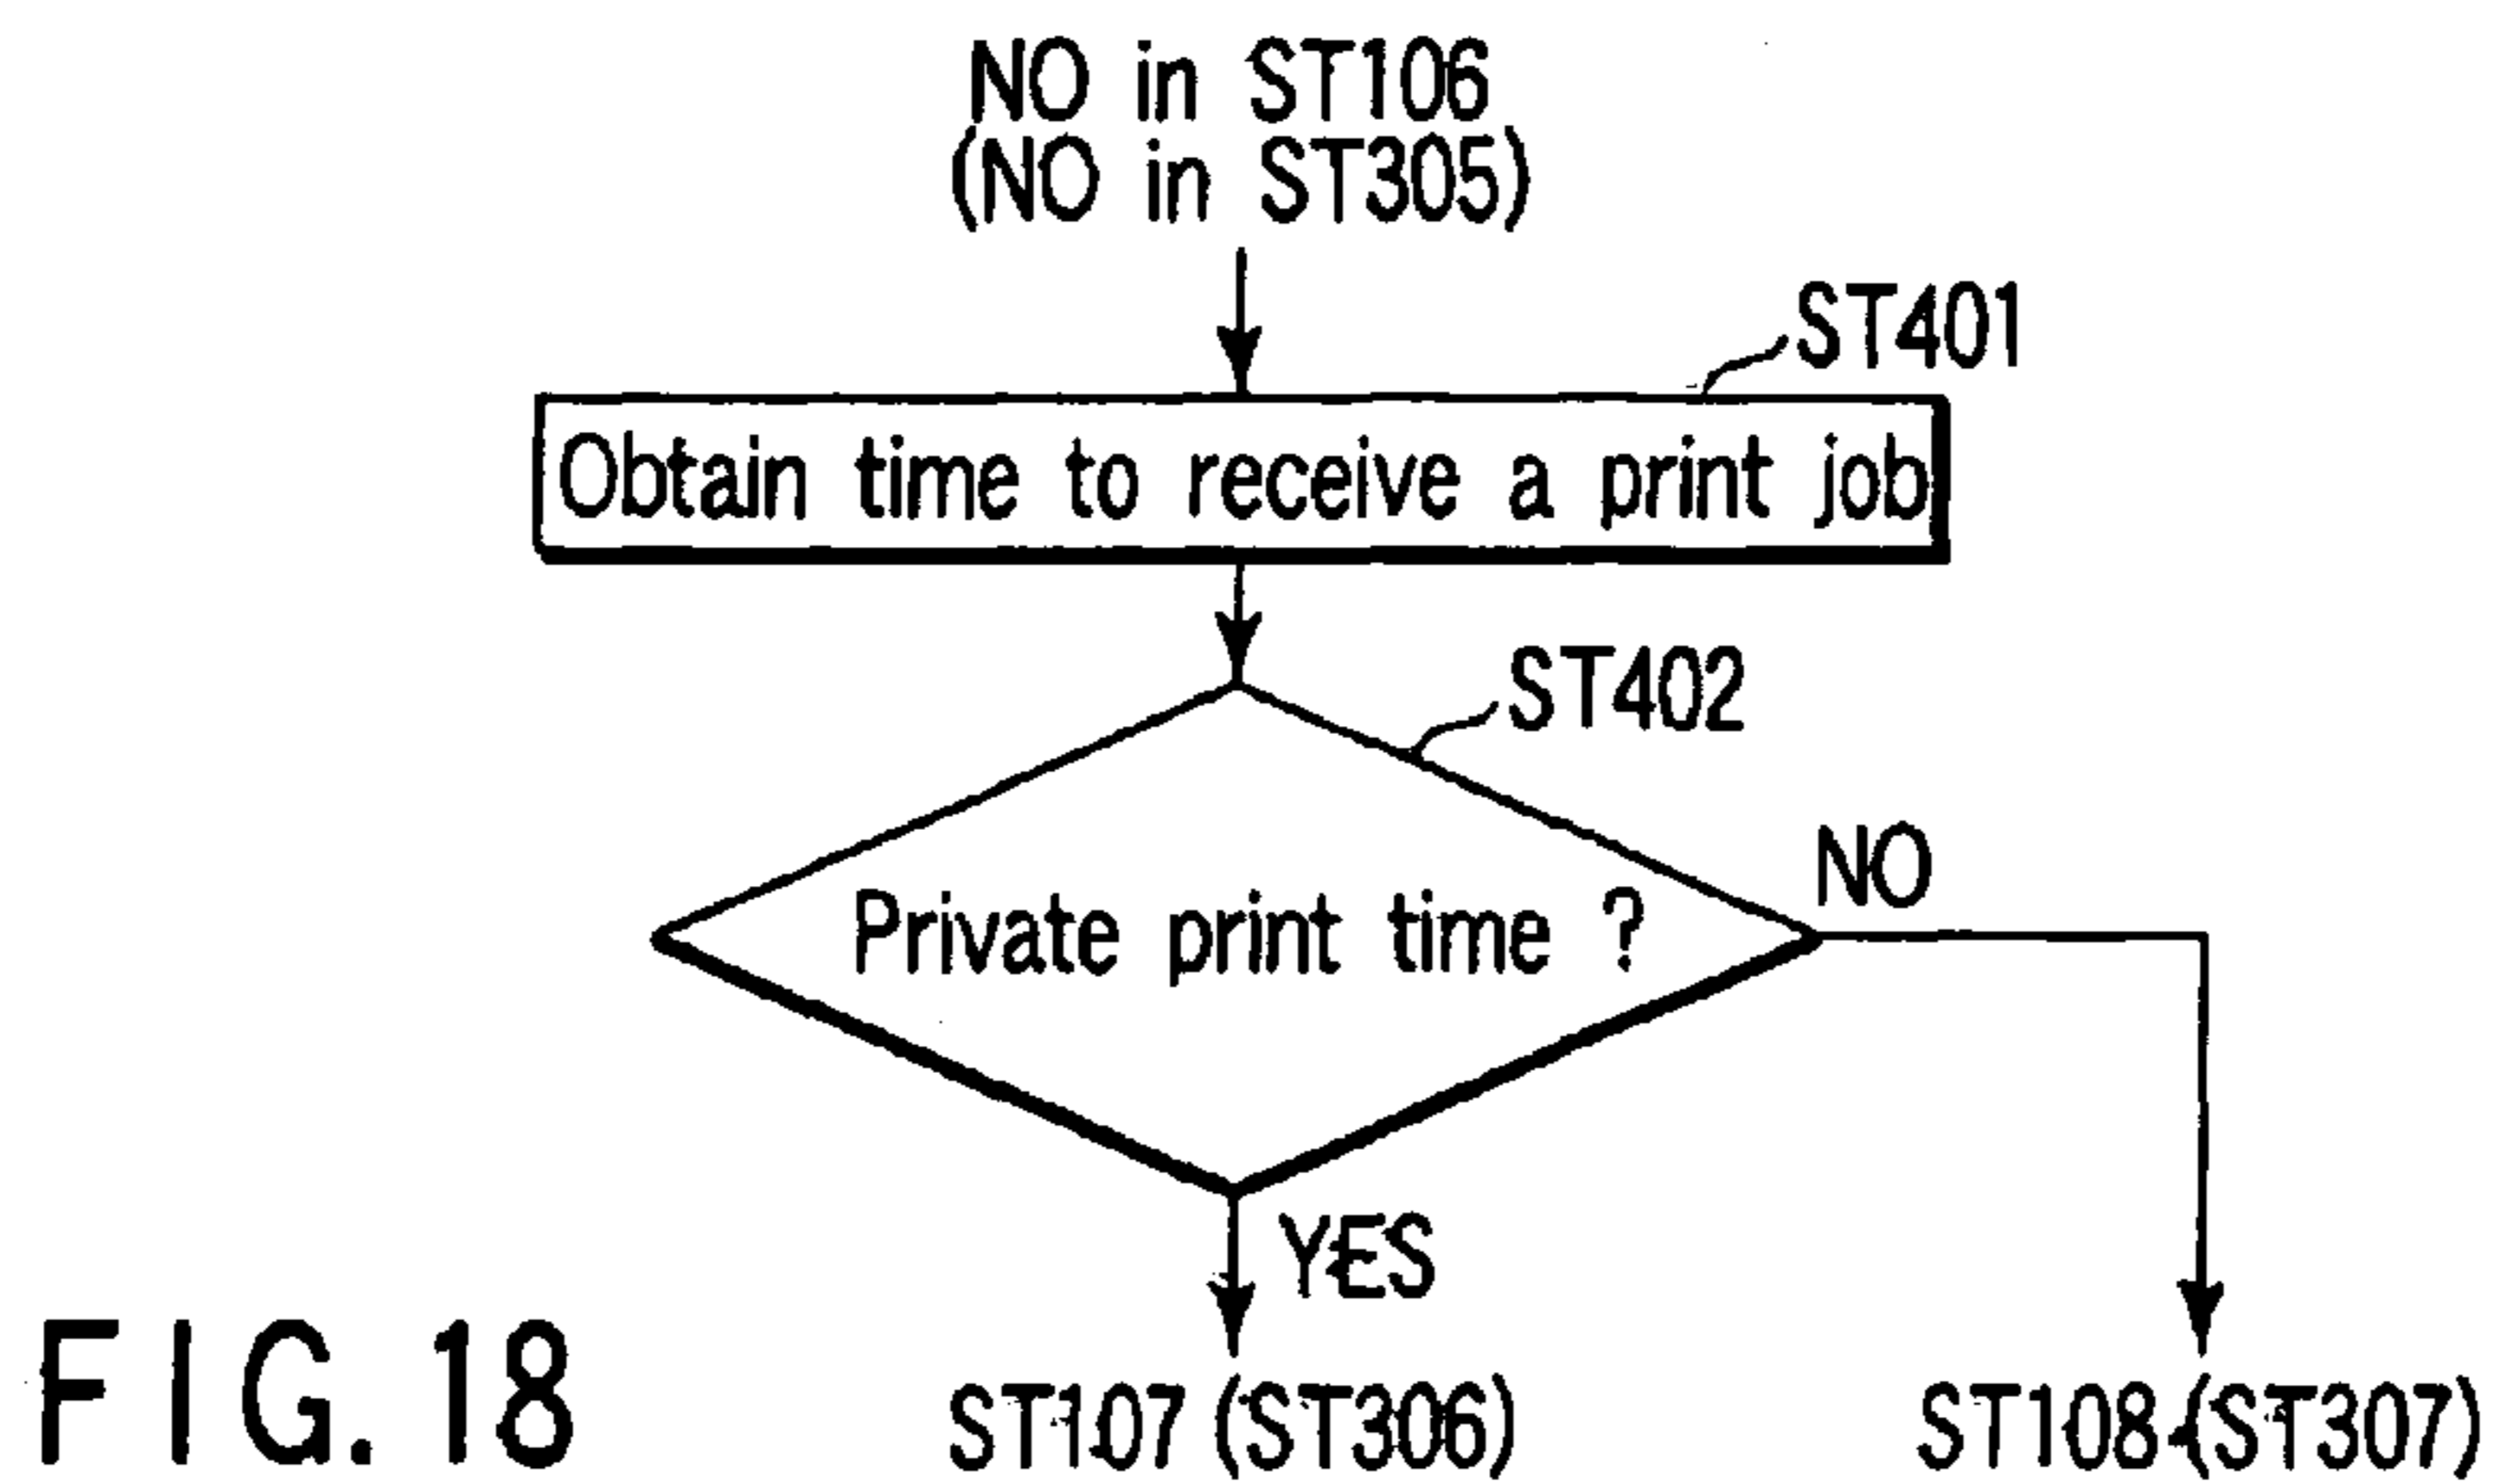 NO in ST106
(NO in ST305)
ST401
Obtain time to receive a print job
ST402
Private print time ?
NO
YES
ST107 (ST306)
ST108 (ST307)
FIG. 18